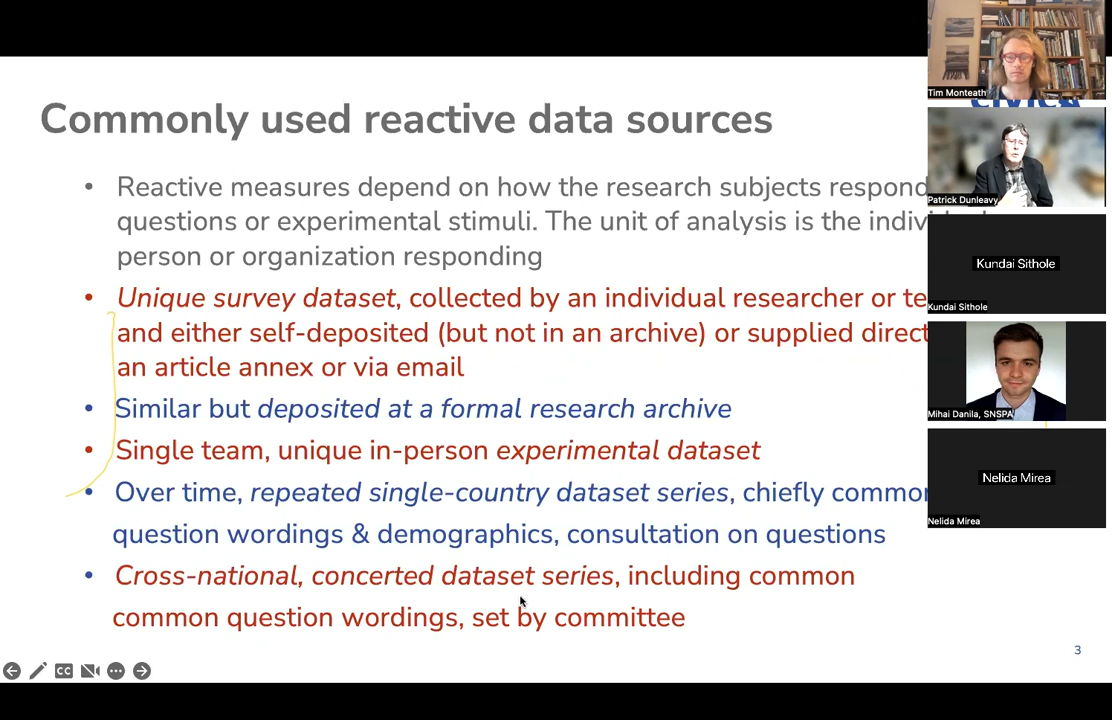 Commonly used reactive data sources
• Reactive measures depend on how the research subjects respond
questions or experimental stimuli. The unit of analysis is the
person or organization responding
• Unique survey dataset, collected by an individual researcher or
and either self-deposited (but not in an archive) or supplied
an article annex or via email
• Similar but deposited at a formal research archive
• Single team, unique in-person experimental dataset
• Over time, repeated single-country dataset series, chiefly
question wordings & demographics, consultation on questions
• Cross-national, concerted dataset series, including common
common question wordings, set by committee
3
CC
CIVICA
Tim Monteath
Patrick Dunleavy
Kundai Sithole
Kundai Sithole
Mihai Danila, SNSPA
Nelida Mirea
Nelida Mirea